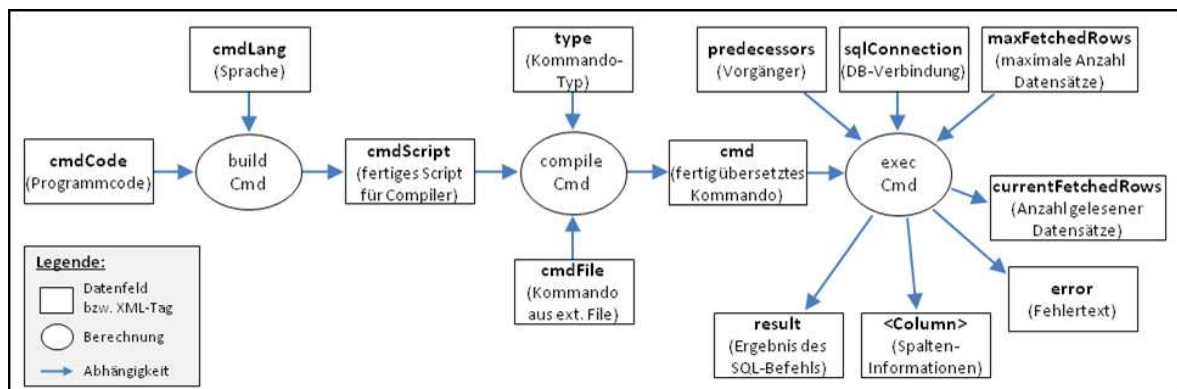 cmdLang
(Sprache)
type
(Kommando-
Typ)
predecessors
(Vorgänger)
sqlConnection
(DB-Verbindung)
maxFetchedRows
(maximale Anzahl
Datensätze)
cmdCode
(Programmcode)
build
Cmd
cmdScript
(fertiges Script
für Compiler)
compile
Cmd
cmd
(fertig übersetztes
Kommando)
exec
Cmd
currentFetchedRows
(Anzahl gelesener
Datensätze)
cmdFile
(Kommando
aus ext. File)
error
(Fehlertext)
result
(Ergebnis des
SQL-Befehls)
<Column>
(Spalten-
Informationen)
Legende:
Datenfeld
bzw. XML-Tag
Berechnung
Abhängigkeit